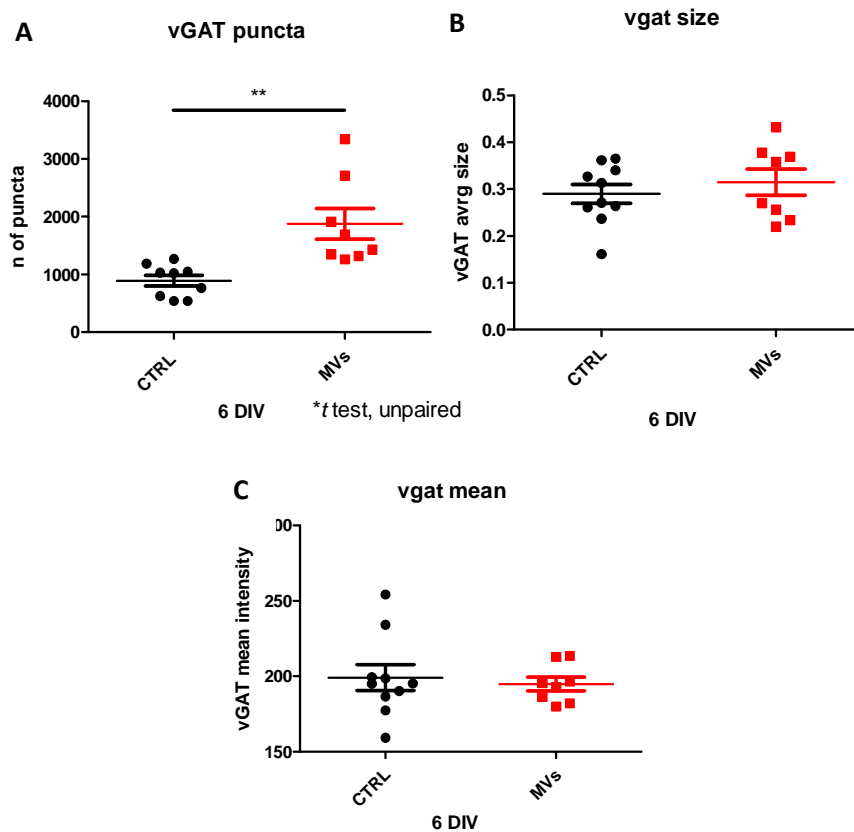 A
vGAT puncta
**
4000
3000
2000
1000
0
n of puncta
CTRL
MVs
6 DIV
*t test, unpaired
B
vgat size
0.5
0.4
0.3
0.2
0.1
0.0
vGAT avrg size
CTRL
MVs
6 DIV
C
vgat mean
00
250
200
150
vGAT mean intensity
CTRL
MVs
6 DIV